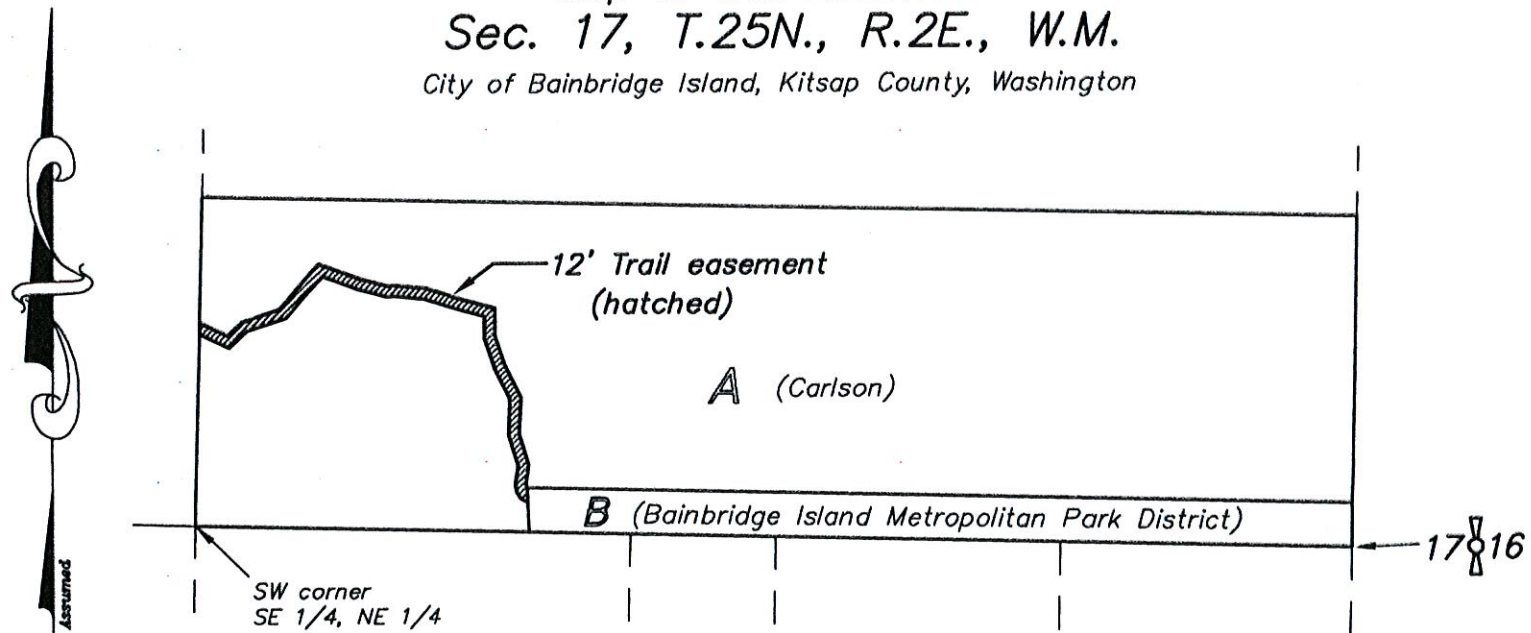 Sec. 17, T.25N., R.2E., W.M.
City of Bainbridge Island, Kitsap County, Washington
12' Trail easement
(hatched)
A (Carlson)
B (Bainbridge Island Metropolitan Park District)
17 16
SW corner
SE 1/4, NE 1/4
Assumed